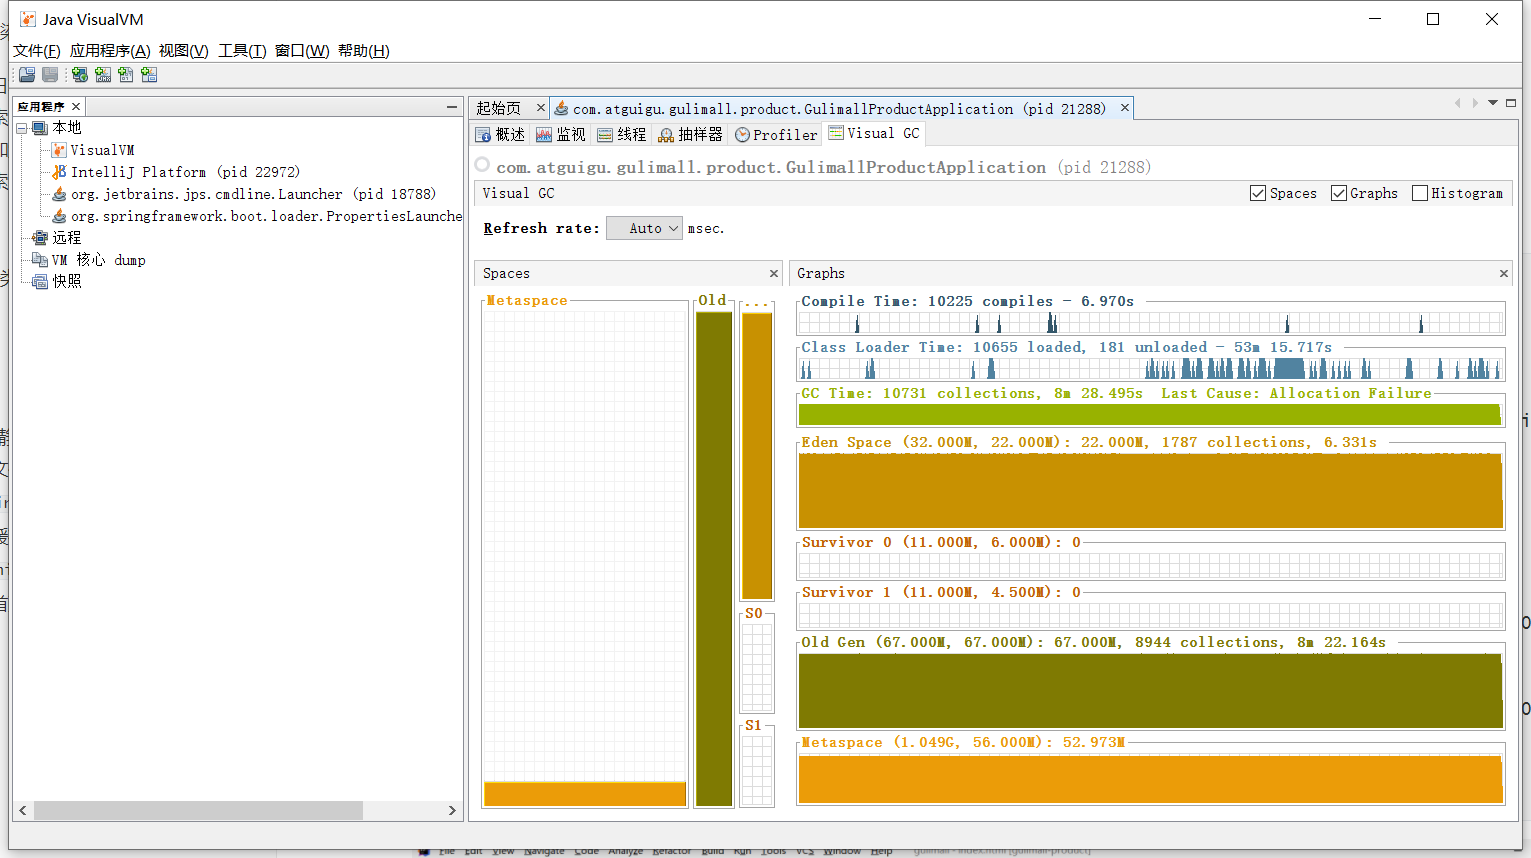 Java VisualVM
文件(F) 应用程序(A) 视图(V) 工具(T) 窗口(W) 帮助(H)
应用程序
本地
VisualVM
IntelliJ Platform (pid 22972)
org.jetbrains.jps.cmdline.Launcher (pid 18788)
org.springframework.boot.loader.PropertiesLaunche
远程
VM 核心 dump
快照
起始页 com.atguigu.gulimall.product.GulimallProductApplication (pid 21288)
概述 监视 线程 抽样器 Profiler Visual GC
com.atguigu.gulimall.product.GulimallProductApplication (pid 21288)
Visual GC Spaces Graphs Histogram
Refresh rate: Auto msec.
Spaces
Metaspace Old ...
S0
S1
Graphs
Compile Time: 10225 compiles - 6.970s
Class Loader Time: 10655 loaded, 181 unloaded - 53m 15.717s
GC Time: 10731 collections, 8m 28.495s Last Cause: Allocation Failure
Eden Space (32.000M, 22.000M): 22.000M, 1787 collections, 6.331s
Survivor 0 (11.000M, 6.000M): 0
Survivor 1 (11.000M, 4.500M): 0
Old Gen (67.000M, 67.000M): 67.000M, 8944 collections, 8m 22.164s
Metaspace (1.049G, 56.000M): 52.973M
File Edit View Navigate Code Analyze Refactor Build Run Tools VCS Window Help gulimall - index.html [gulimall-product]